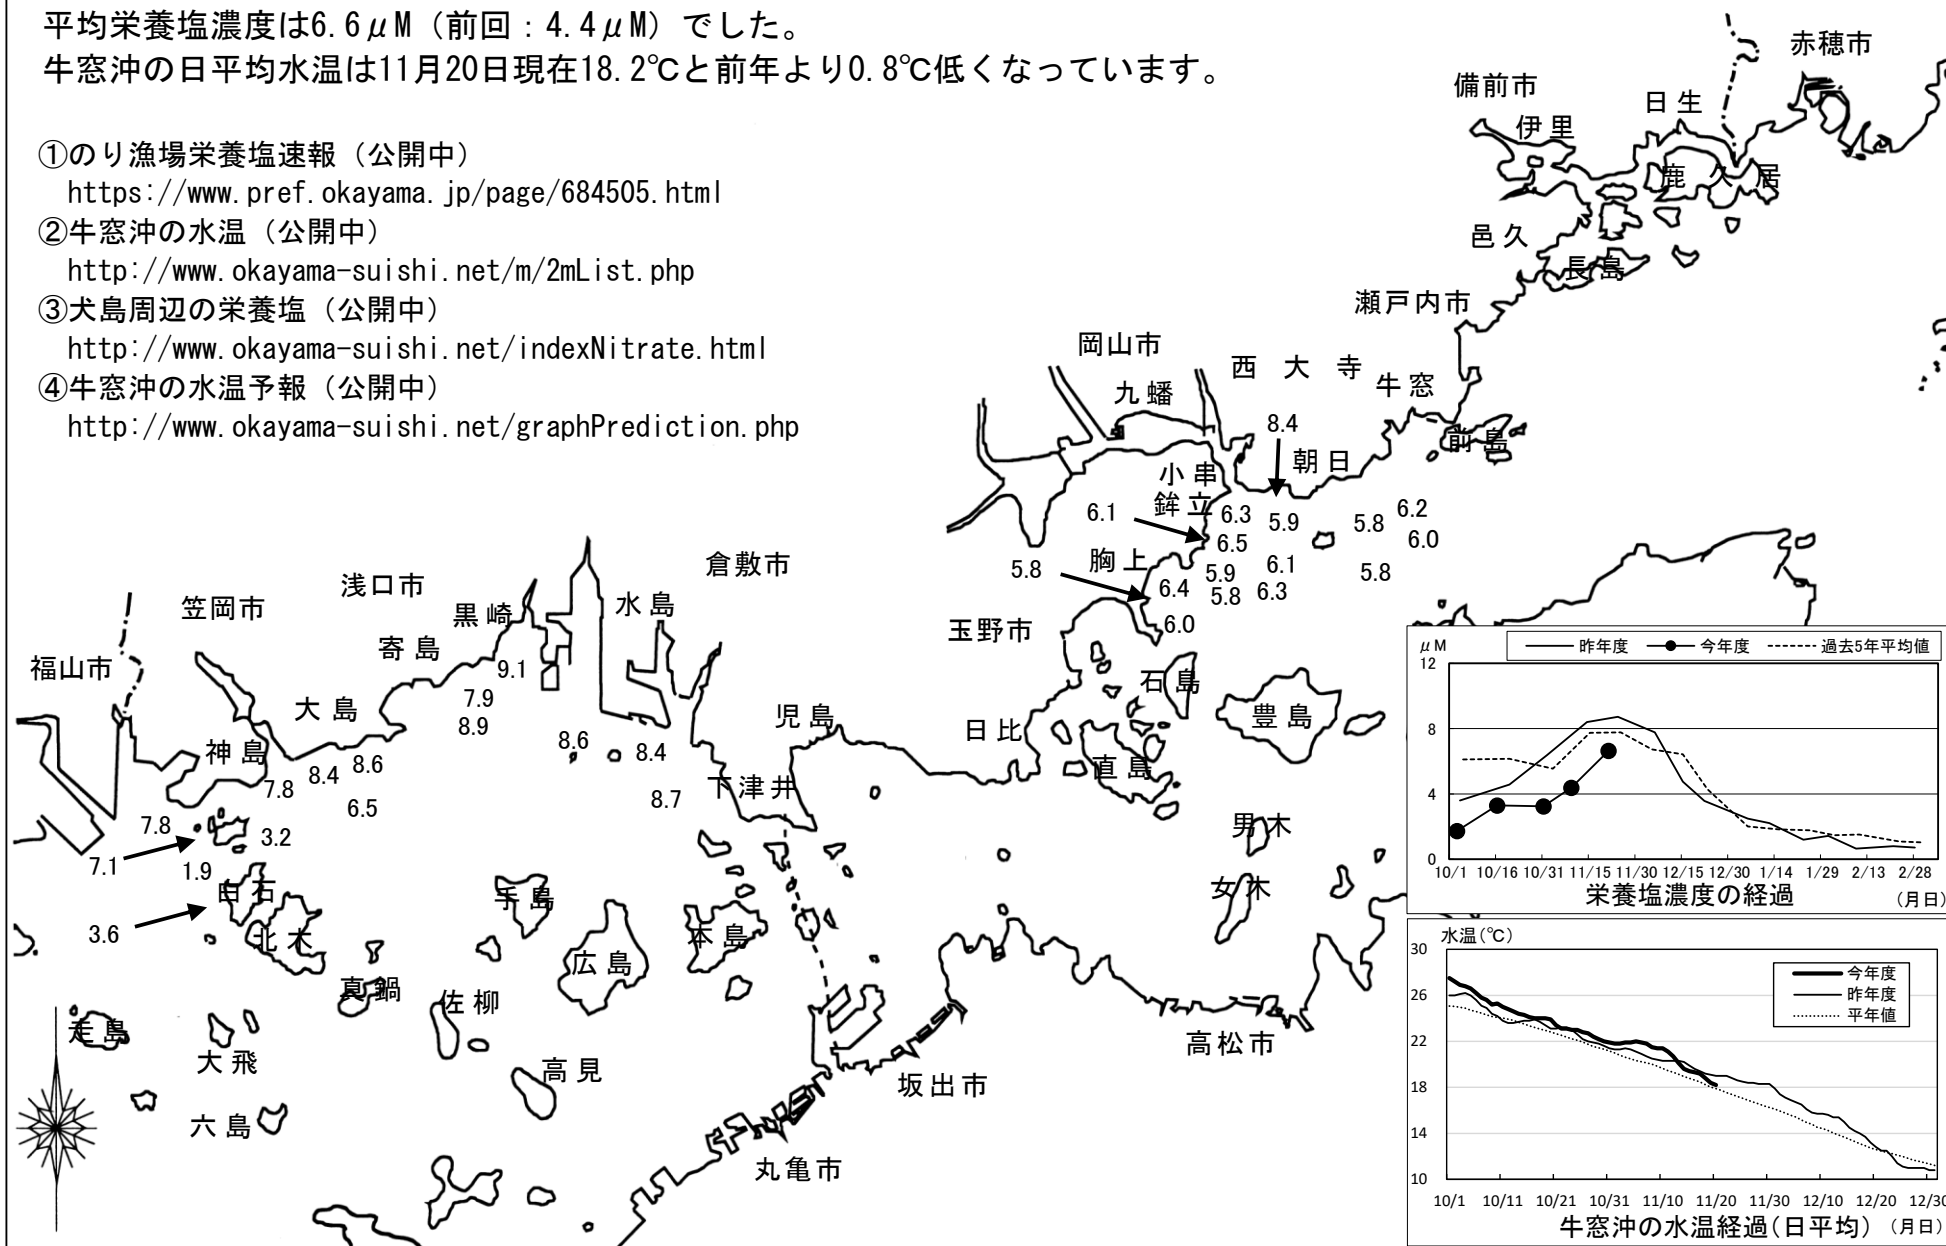 平均栄養塩濃度は6.6μM（前回：4.4μM）でした。
牛窓沖の日平均水温は11月20日現在18.2℃と前年より0.8℃低くなっています。
①のり漁場栄養塩速報（公開中）
https://www.pref.okayama.jp/page/684505.html
②牛窓沖の水温（公開中）
http://www.okayama-suishi.net/m/2mList.php
③犬島周辺の栄養塩（公開中）
http://www.okayama-suishi.net/indexNitrate.html
④牛窓沖の水温予報（公開中）
http://www.okayama-suishi.net/graphPrediction.php
赤穂市
備前市
日生
伊里
鹿久居
邑久
長島
瀬戸内市
岡山市
西大寺
牛窓
九蟠
8.4
前島
朝日
小串
鉾立
6.1
6.3
5.9
5.8
6.2
6.0
6.5
胸上
5.8
6.4
5.9
6.1
5.8
5.8
6.3
6.0
玉野市
倉敷市
浅口市
笠岡市
黒崎
水島
寄島
福山市
9.1
7.9
8.9
大島
児島
日比
石島
豊島
直島
神島
8.6
8.4
8.6
8.4
7.8
6.5
8.7
下津井
7.8
3.2
7.1
1.9
男木
女木
白石
3.6
北木
手島
本島
広島
真鍋
佐柳
走島
大飛
高見
六島
高松市
坂出市
丸亀市
μM
昨年度
今年度
過去5年平均値
12
8
4
0
10/1 10/16 10/31 11/15 11/30 12/15 12/30 1/14 1/29 2/13 2/28
栄養塩濃度の経過
（月日）
水温(℃)
今年度
昨年度
平年値
30
26
22
18
14
10
10/1 10/11 10/21 10/31 11/10 11/20 11/30 12/10 12/20 12/30
牛窓沖の水温経過(日平均)
（月日）